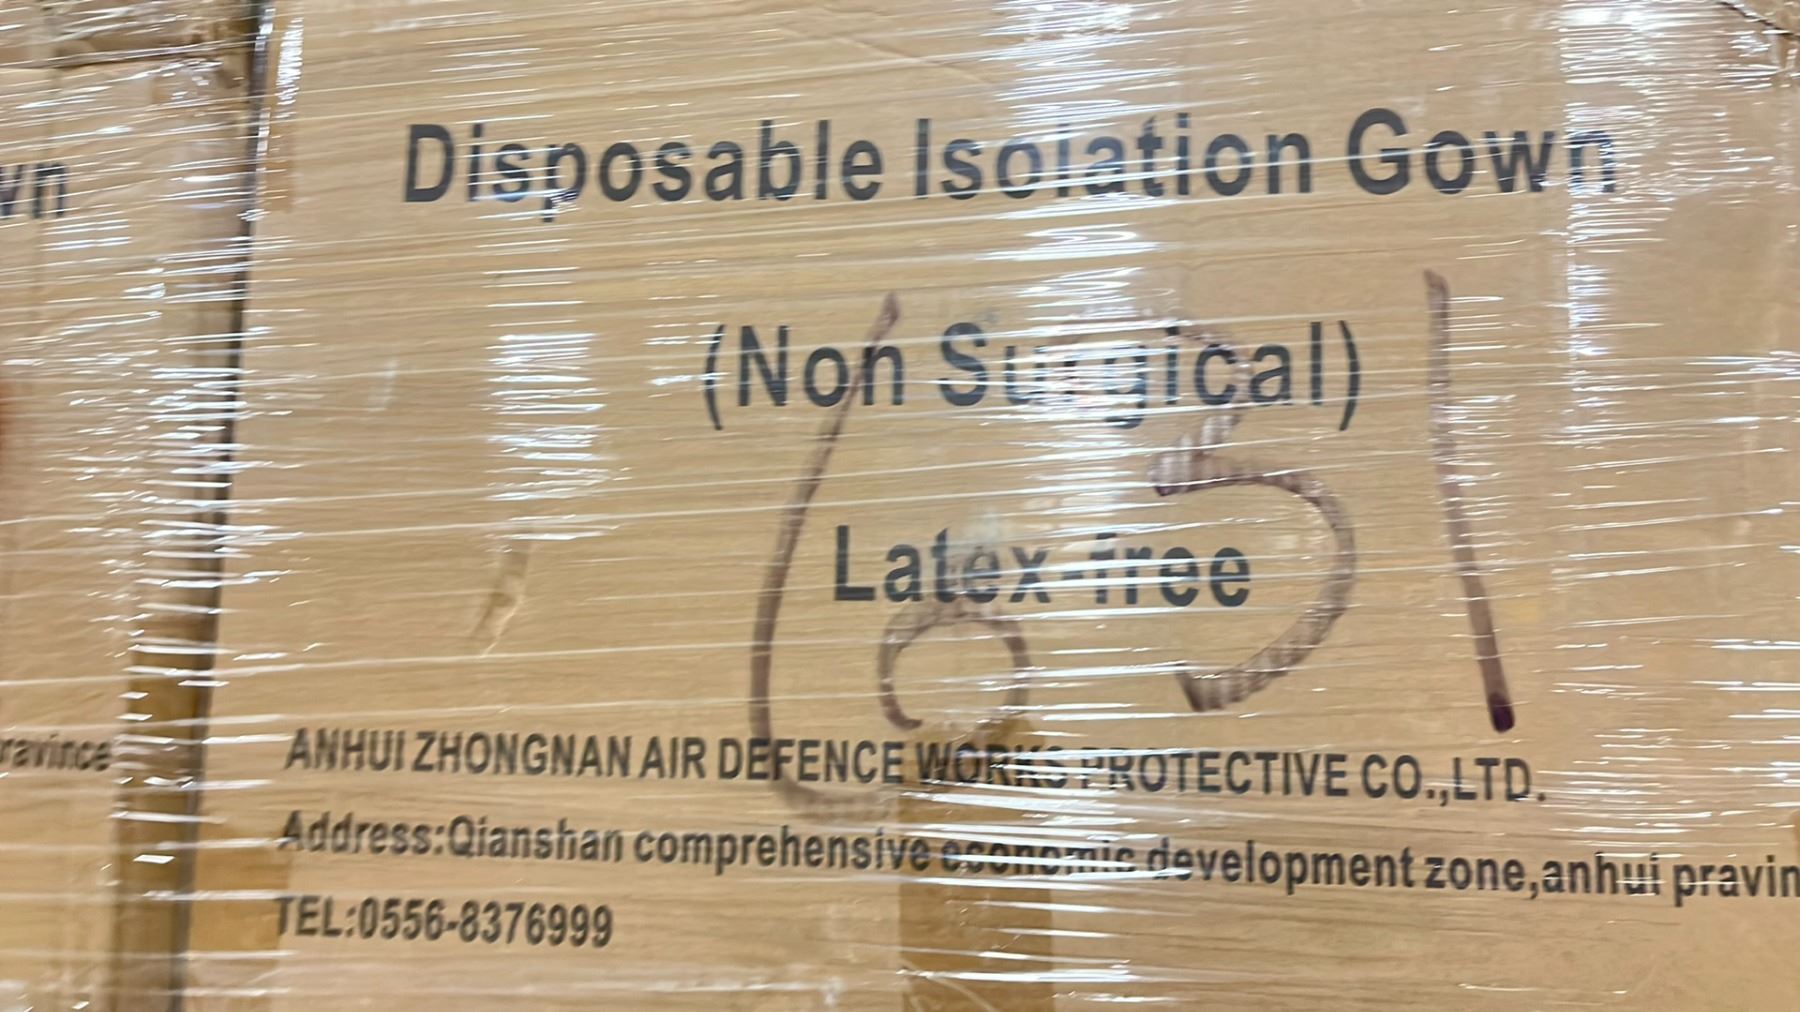 Disposable Isolation Gown
(Non Surgical)
Latex-free
631
ANHUI ZHONGNAN AIR DEFENCE WORKS PROTECTIVE CO.,LTD.
Address:Qianshan comprehensive economic development zone,anhui pravin
TEL:0556-8376999
wn
ravince